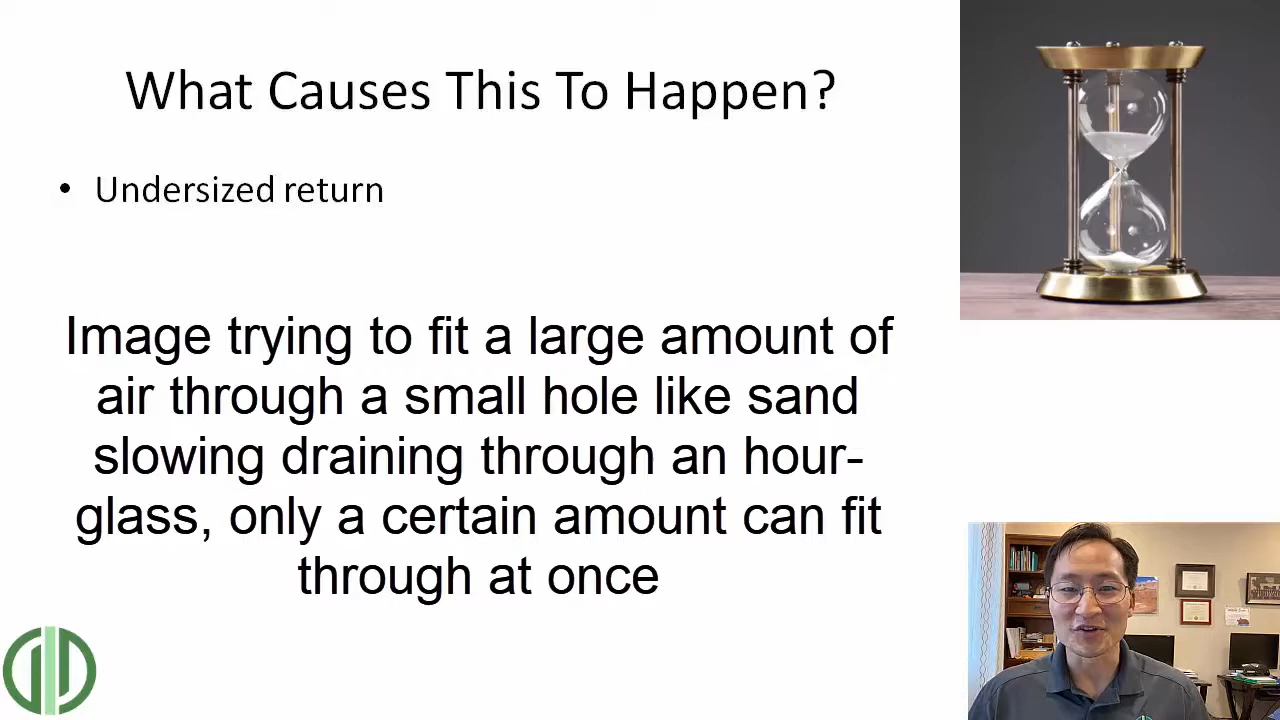 What Causes This To Happen?
• Undersized return
Image trying to fit a large amount of
air through a small hole like sand
slowing draining through an hour-
glass, only a certain amount can fit
through at once